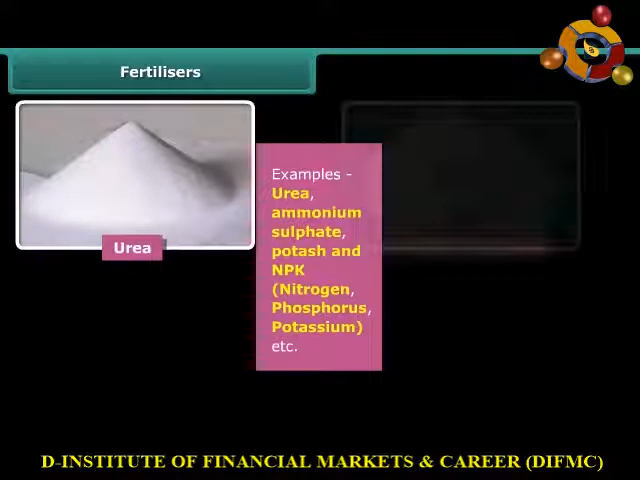 Fertilisers
Urea
Examples -
Urea,
ammonium
sulphate,
potash and
NPK
(Nitrogen,
Phosphorus,
Potassium)
etc.
D-INSTITUTE OF FINANCIAL MARKETS & CAREER (DIFMC)